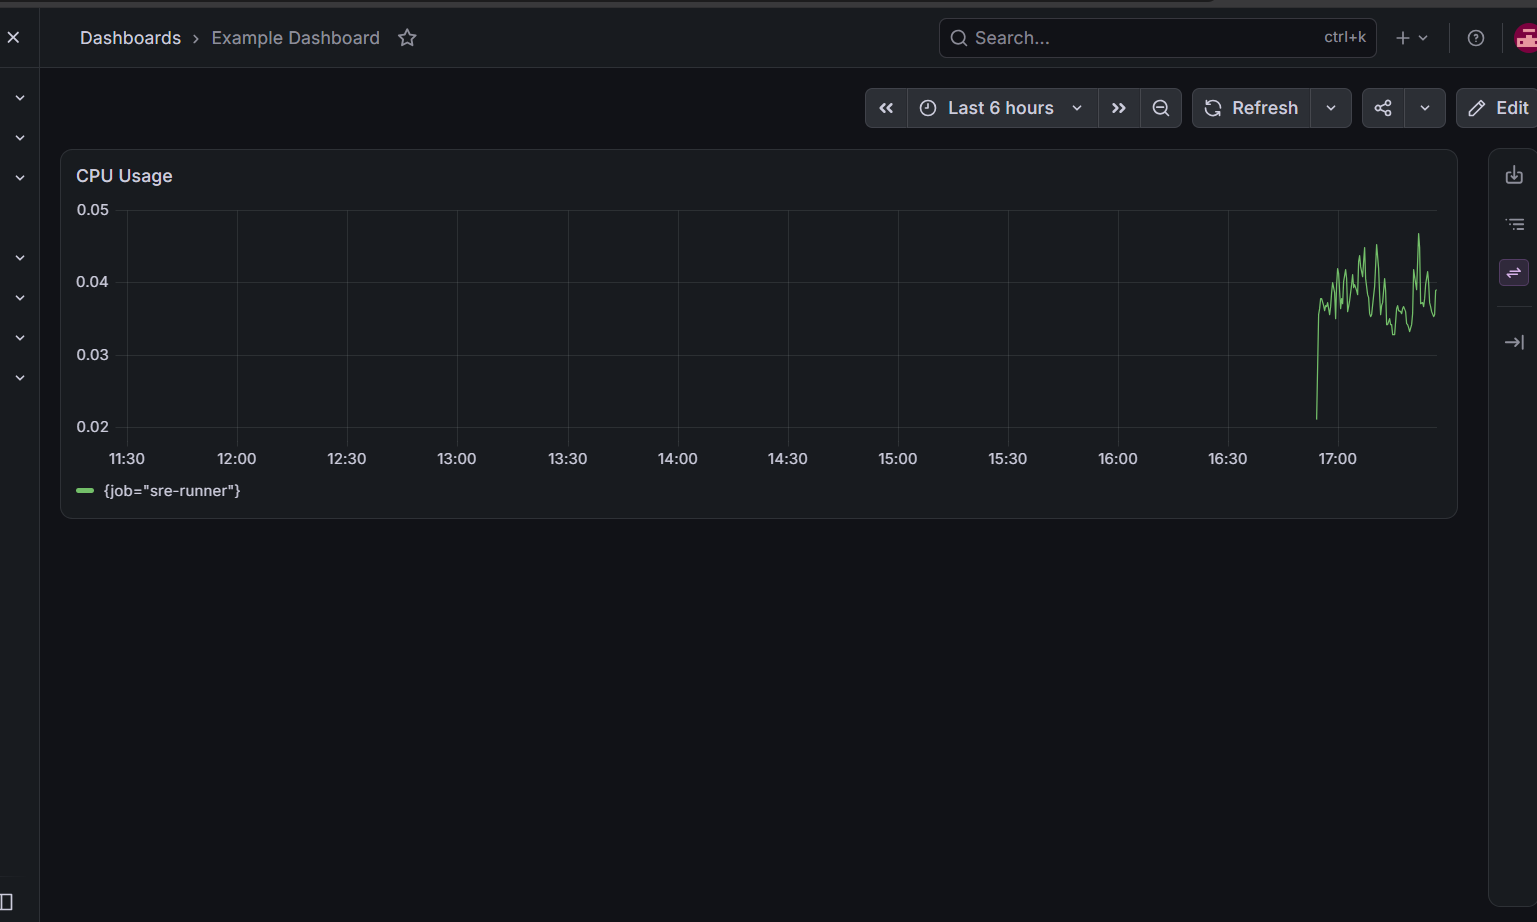 Dashboards › Example Dashboard
Search... ctrl+k
Last 6 hours Refresh Edit
CPU Usage
0.05
0.04
0.03
0.02
11:30 12:00 12:30 13:00 13:30 14:00 14:30 15:00 15:30 16:00 16:30 17:00
{job="sre-runner"}